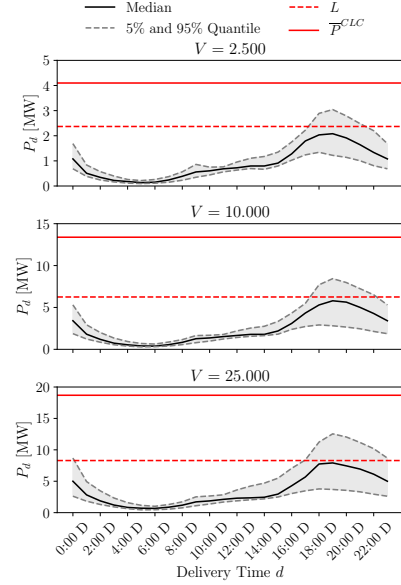 Median
5% and 95% Quantile
L
P̅^CLC
V = 2.500
P_d [MW]
5
4
3
2
1
0
V = 10.000
P_d [MW]
15
10
5
0
V = 25.000
P_d [MW]
20
15
10
5
0
0:00 D 2:00 D 4:00 D 6:00 D 8:00 D 10:00 D 12:00 D 14:00 D 16:00 D 18:00 D 20:00 D 22:00 D
Delivery Time d